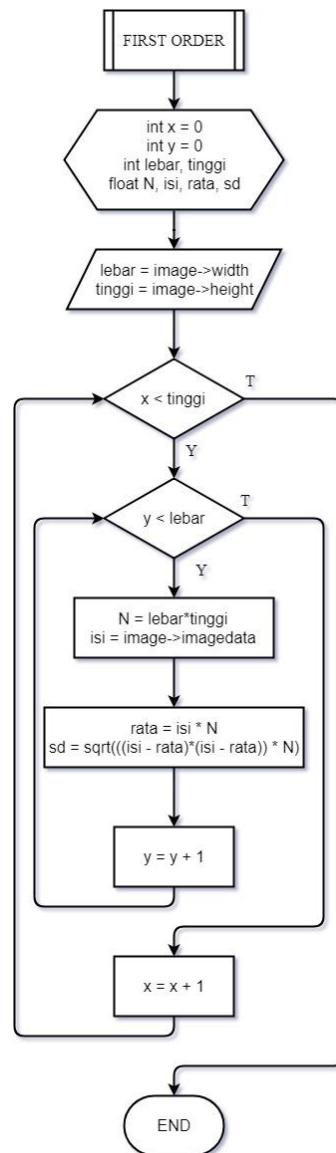 FIRST ORDER
int x = 0
int y = 0
int lebar, tinggi
float N, isi, rata, sd
lebar = image->width
tinggi = image->height
x < tinggi
T
Y
y < lebar
T
Y
N = lebar*tinggi
isi = image->imagedata
rata = isi * N
sd = sqrt(((isi - rata)*(isi - rata)) * N)
y = y + 1
x = x + 1
END